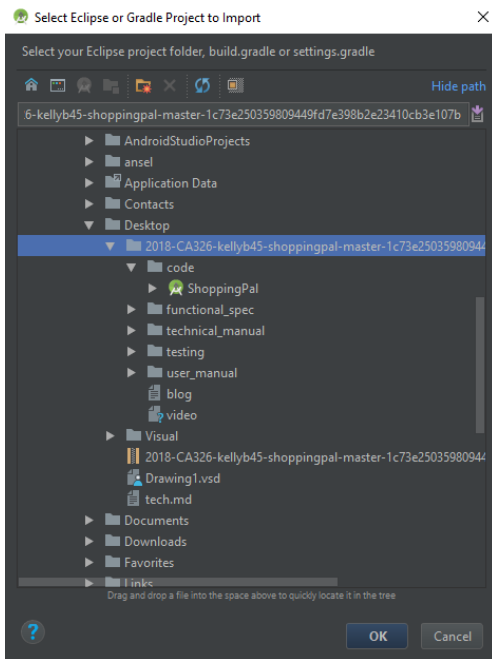 Select Eclipse or Gradle Project to Import
Select your Eclipse project folder, build.gradle or settings.gradle
Hide path
6-kellyb45-shoppingpal-master-1c73e250359809449fd7e398b2e23410cb3e107b
AndroidStudioProjects
ansel
Application Data
Contacts
Desktop
2018-CA326-kellyb45-shoppingpal-master-1c73e25035980944
code
ShoppingPal
functional_spec
technical_manual
testing
user_manual
blog
video
Visual
2018-CA326-kellyb45-shoppingpal-master-1c73e25035980944
Drawing1.vsd
tech.md
Documents
Downloads
Favorites
Links
Drag and drop a file into the space above to quickly locate it in the tree
?
OK Cancel